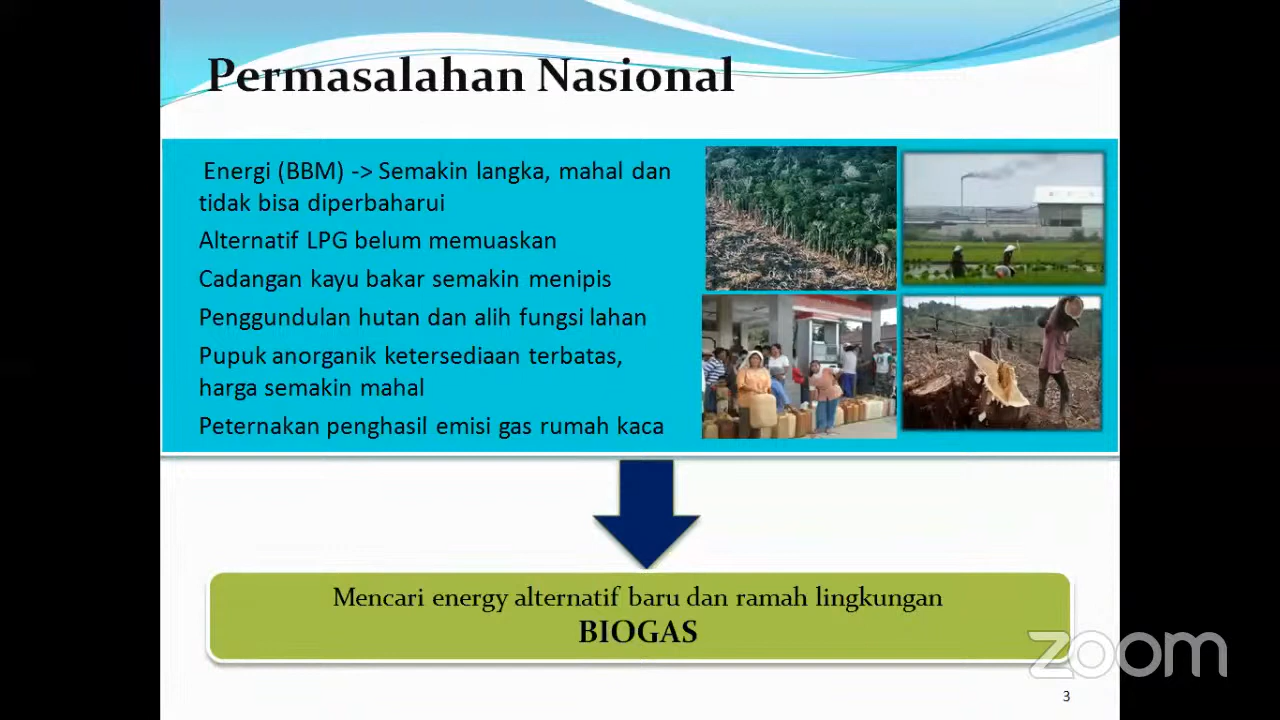 Permasalahan Nasional
Energi (BBM) -> Semakin langka, mahal dan
tidak bisa diperbaharui
Alternatif LPG belum memuaskan
Cadangan kayu bakar semakin menipis
Penggundulan hutan dan alih fungsi lahan
Pupuk anorganik ketersediaan terbatas,
harga semakin mahal
Peternakan penghasil emisi gas rumah kaca
Mencari energy alternatif baru dan ramah lingkungan
BIOGAS
zoom
3